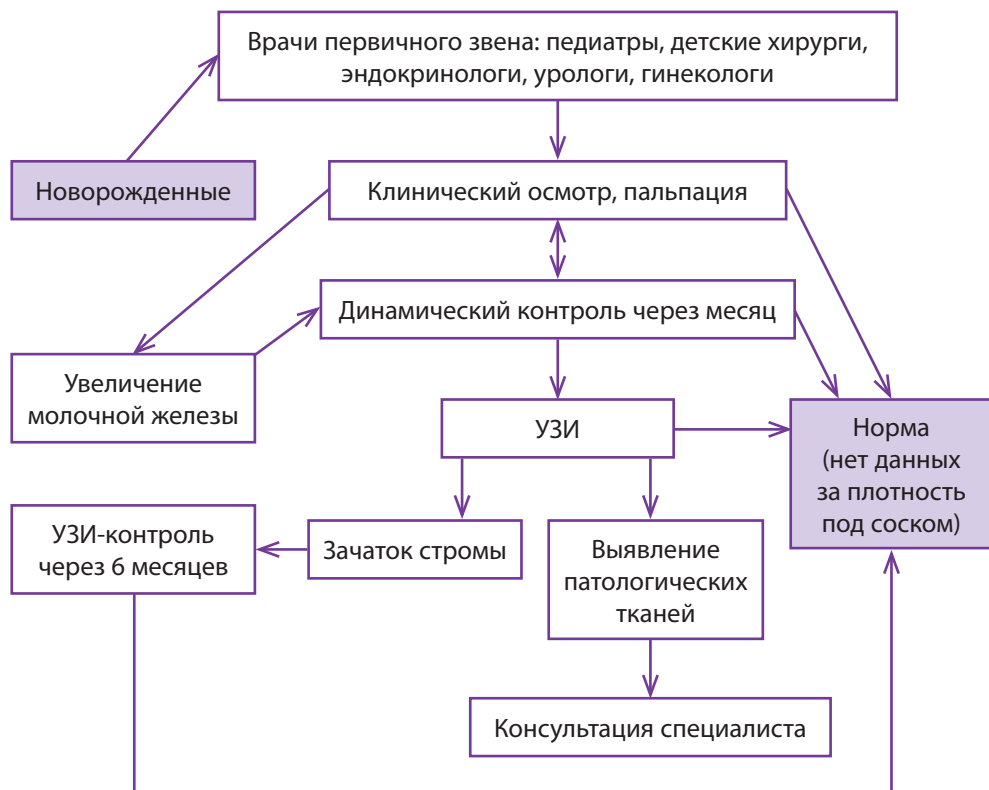 Врачи первичного звена: педиатры, детские хирурги,
эндокринологи, урологи, гинекологи
Новорожденные
Клинический осмотр, пальпация
Динамический контроль через месяц
Увеличение
молочной железы
УЗИ
Норма
(нет данных
за плотность
под соском)
УЗИ-контроль
через 6 месяцев
Зачаток стромы
Выявление
патологических
тканей
Консультация специалиста